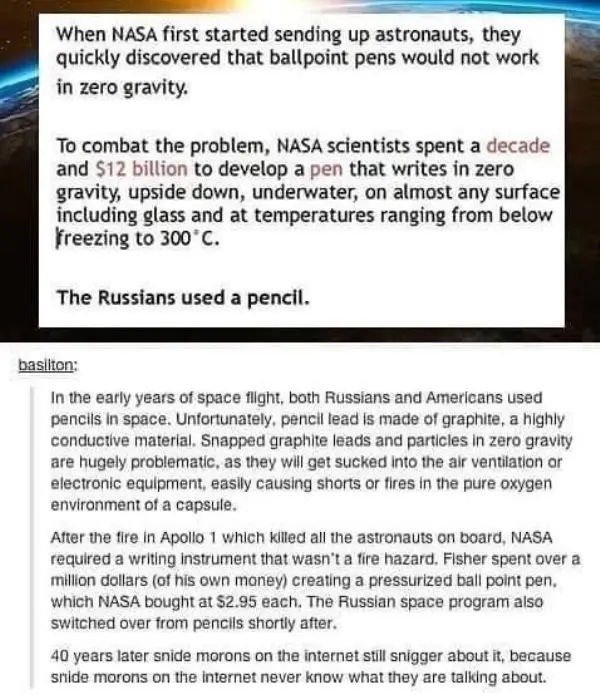 When NASA first started sending up astronauts, they
quickly discovered that ballpoint pens would not work
in zero gravity.
To combat the problem, NASA scientists spent a decade
and $12 billion to develop a pen that writes in zero
gravity, upside down, underwater, on almost any surface
including glass and at temperatures ranging from below
freezing to 300°C.
The Russians used a pencil.
basilton:
In the early years of space flight, both Russians and Americans used
pencils in space. Unfortunately, pencil lead is made of graphite, a highly
conductive material. Snapped graphite leads and particles in zero gravity
are hugely problematic, as they will get sucked into the air ventilation or
electronic equipment, easily causing shorts or fires in the pure oxygen
environment of a capsule.
After the fire in Apollo 1 which killed all the astronauts on board, NASA
required a writing instrument that wasn't a fire hazard. Fisher spent over a
million dollars (of his own money) creating a pressurized ball point pen,
which NASA bought at $2.95 each. The Russian space program also
switched over from pencils shortly after.
40 years later snide morons on the internet still snigger about it, because
snide morons on the internet never know what they are talking about.